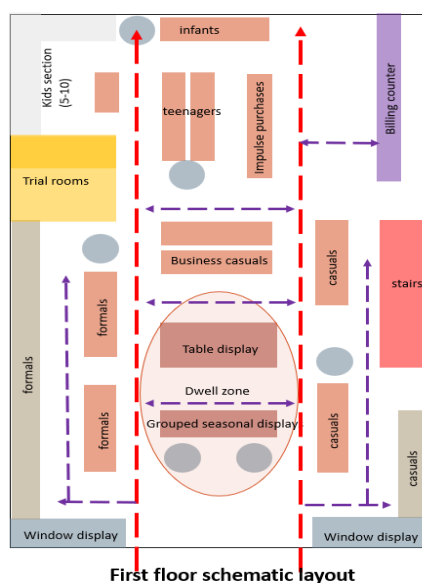 infants
Kids section
(5-10)
teenagers
Impulse purchases
Billing counter
Trial rooms
Business casuals
casuals
stairs
formals
formals
Table display
Dwell zone
formals
Grouped seasonal display
casuals
casuals
Window display
Window display
First floor schematic layout